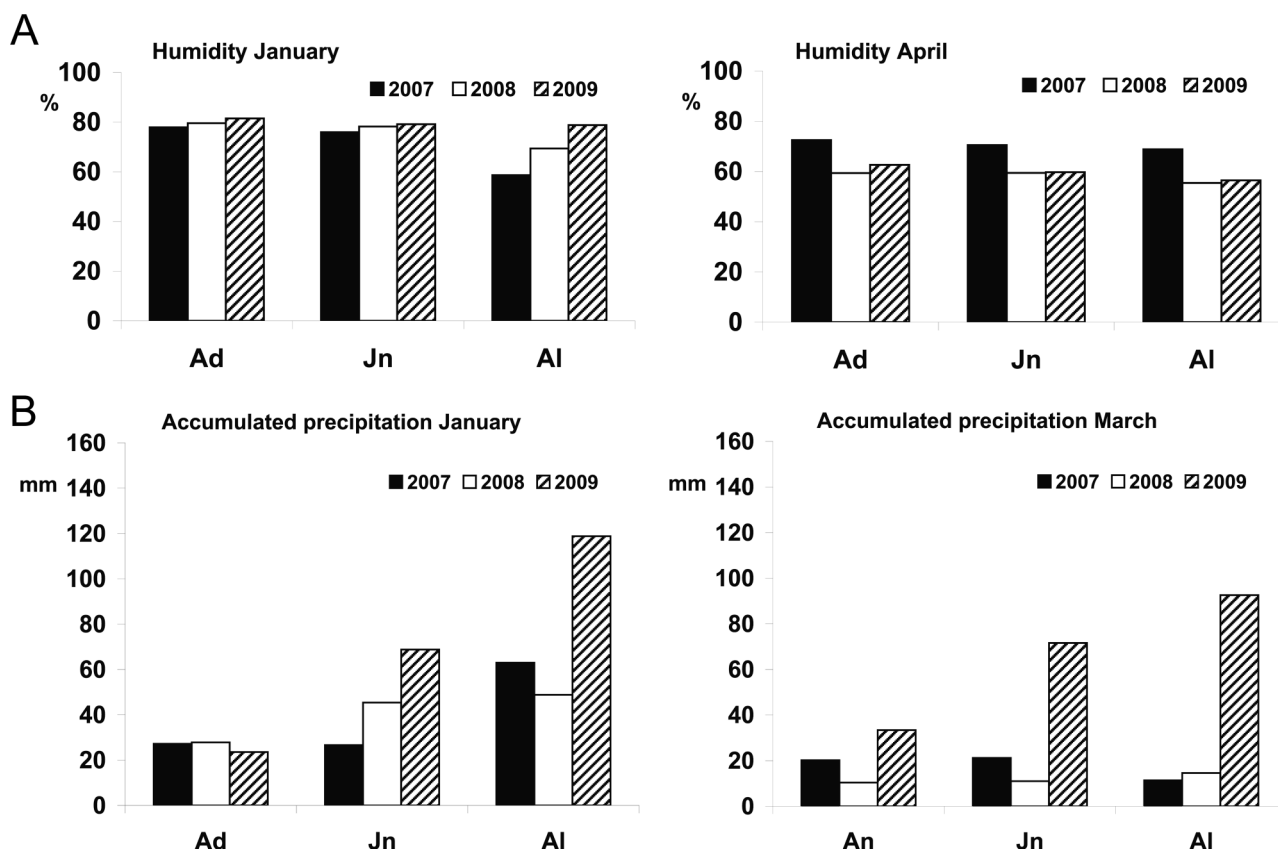 A
Humidity January
100
%
80
60
40
20
0
2007 2008 2009
Ad Jn Al
Humidity April
100
%
80
60
40
20
0
2007 2008 2009
Ad Jn Al
B
Accumulated precipitation January
160
mm
140
120
100
80
60
40
20
0
2007 2008 2009
Ad Jn Al
Accumulated precipitation March
160
mm
140
120
100
80
60
40
20
0
2007 2008 2009
An Jn Al